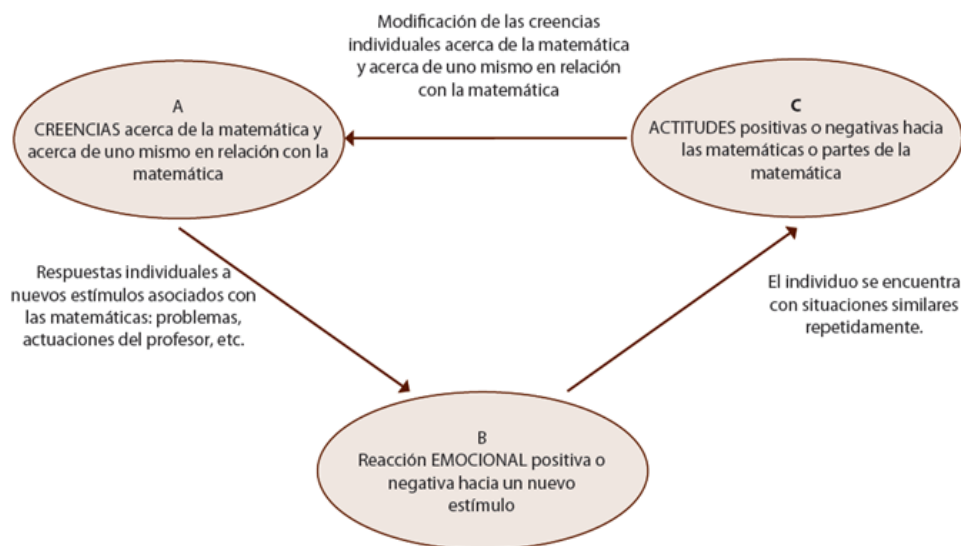 Modificación de las creencias
individuales acerca de la matemática
y acerca de uno mismo en relación
con la matemática
A
CREENCIAS acerca de la matemática y
acerca de uno mismo en relación con la
matemática
C
ACTITUDES positivas o negativas hacia
las matemáticas o partes de la
matemática
Respuestas individuales a
nuevos estímulos asociados con
las matemáticas: problemas,
actuaciones del profesor, etc.
El individuo se encuentra
con situaciones similares
repetidamente.
B
Reacción EMOCIONAL positiva o
negativa hacia un nuevo
estímulo